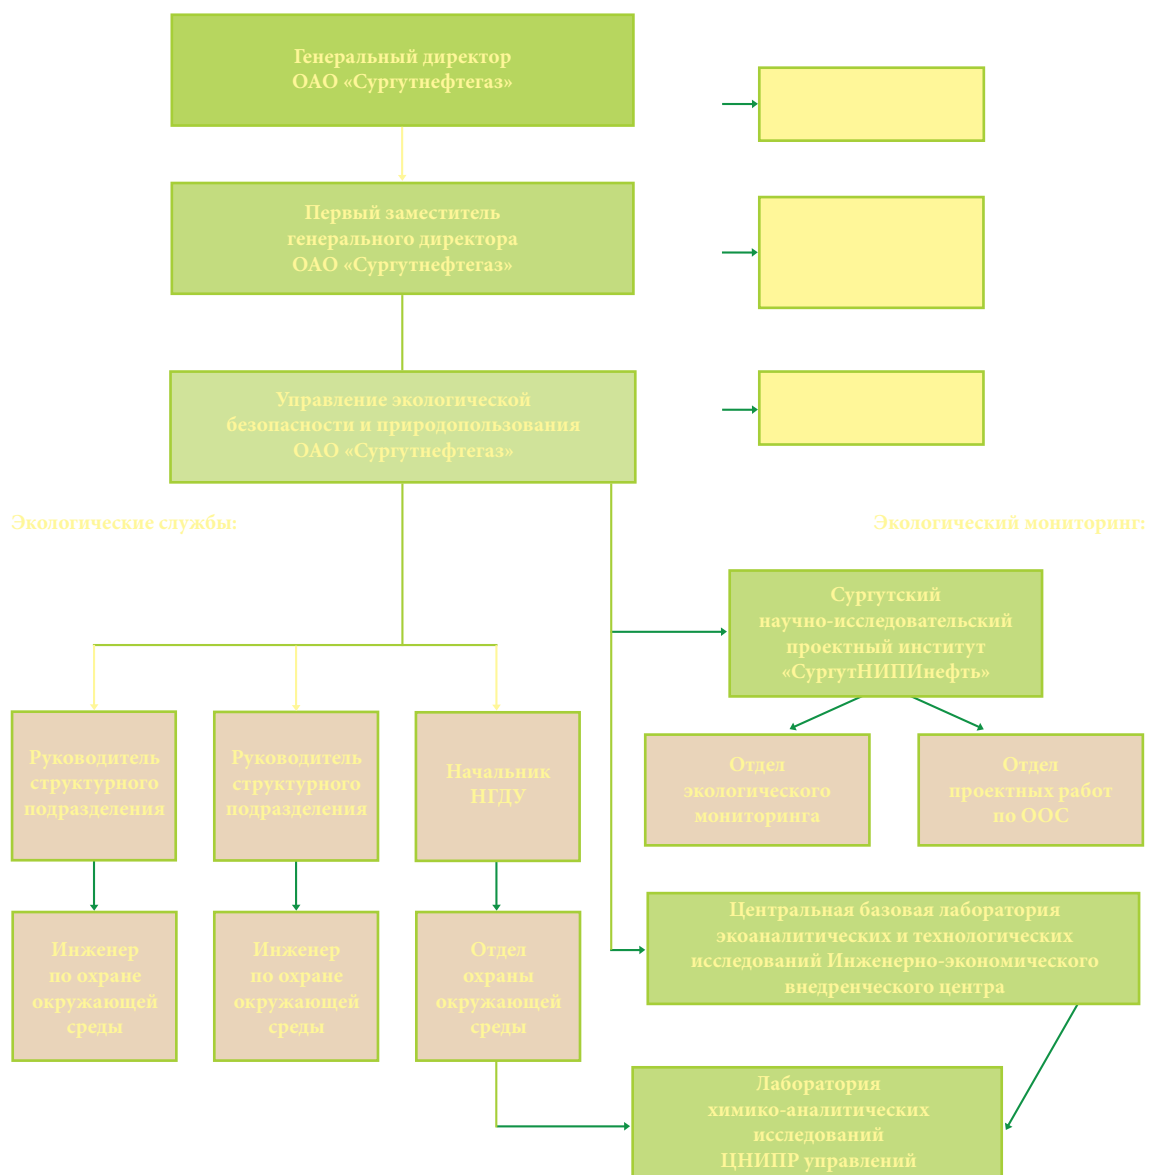 Генеральный директор
ОАО «Сургутнефтегаз»
Первый заместитель
генерального директора
ОАО «Сургутнефтегаз»
Управление экологической
безопасности и природопользования
ОАО «Сургутнефтегаз»
Экологические службы:
Экологический мониторинг:
Сургутский
научно-исследовательский
проектный институт
«СургутНИПИнефть»
Руководитель
структурного
подразделения
Руководитель
структурного
подразделения
Начальник
НГДУ
Отдел
экологического
мониторинга
Отдел
проектных работ
по ООС
Инженер
по охране
окружающей
среды
Инженер
по охране
окружающей
среды
Отдел
охраны
окружающей
среды
Центральная базовая лаборатория
экоаналитических и технологических
исследований Инженерно-экономического
внедренческого центра
Лаборатория
химико-аналитических
исследований
ЦНИПР управлений